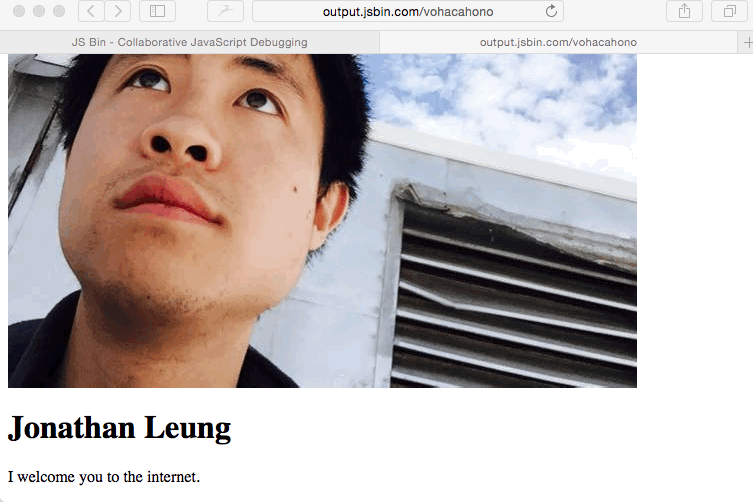 output.jsbin.com/vohacahono
JS Bin - Collaborative JavaScript Debugging
output.jsbin.com/vohacahono
Jonathan Leung
I welcome you to the internet.